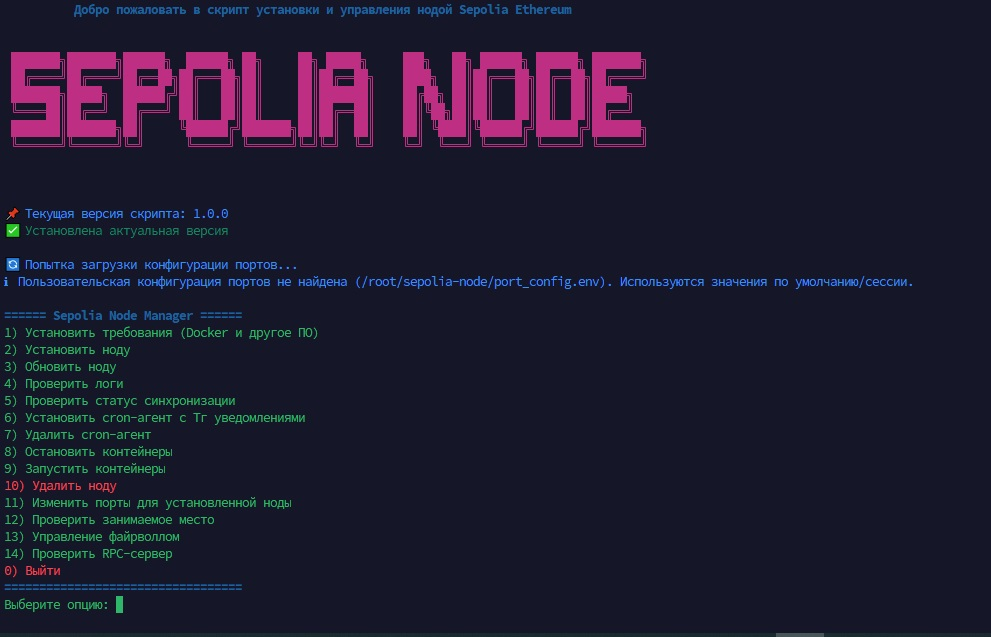 Добро пожаловать в скрипт установки и управления нодой Sepolia Ethereum
SEPOLIA NODE
Текущая версия скрипта: 1.0.0
Установлена актуальная версия
Попытка загрузки конфигурации портов...
ℹ Пользовательская конфигурация портов не найдена (/root/sepolia-node/port_config.env). Используются значения по умолчанию/сессии.
====== Sepolia Node Manager ======
1) Установить требования (Docker и другое ПО)
2) Установить ноду
3) Обновить ноду
4) Проверить логи
5) Проверить статус синхронизации
6) Установить cron-агент с Тг уведомлениями
7) Удалить cron-агент
8) Остановить контейнеры
9) Запустить контейнеры
10) Удалить ноду
11) Изменить порты для установленной ноды
12) Проверить занимаемое место
13) Управление файрволлом
14) Проверить RPC-сервер
0) Выйти
==================================
Выберите опцию: